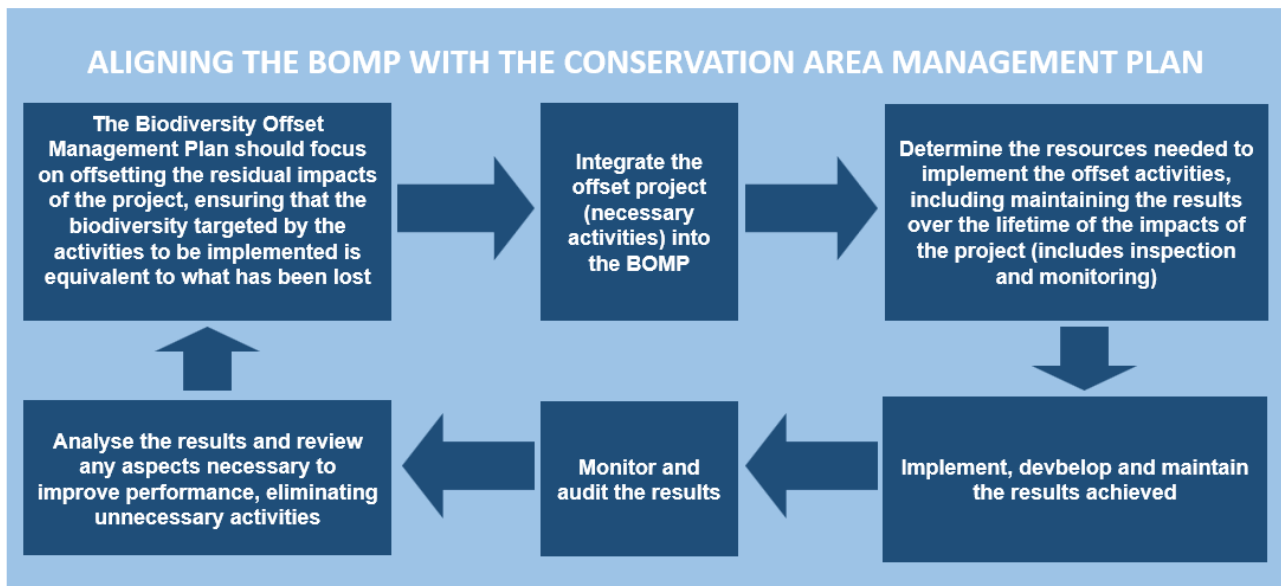 ALIGNING THE BOMP WITH THE CONSERVATION AREA MANAGEMENT PLAN
The Biodiversity Offset
Management Plan should focus
on offsetting the residual impacts
of the project, ensuring that the
biodiversity targeted by the
activities to be implemented is
equivalent to what has been lost
Integrate the
offset project
(necessary
activities) into
the BOMP
Determine the resources needed to
implement the offset activities,
including maintaining the results
over the lifetime of the impacts of
the project (includes inspection
and monitoring)
Implement, devbelop and maintain
the results achieved
Monitor and
audit the results
Analyse the results and review
any aspects necessary to
improve performance, eliminating
unnecessary activities